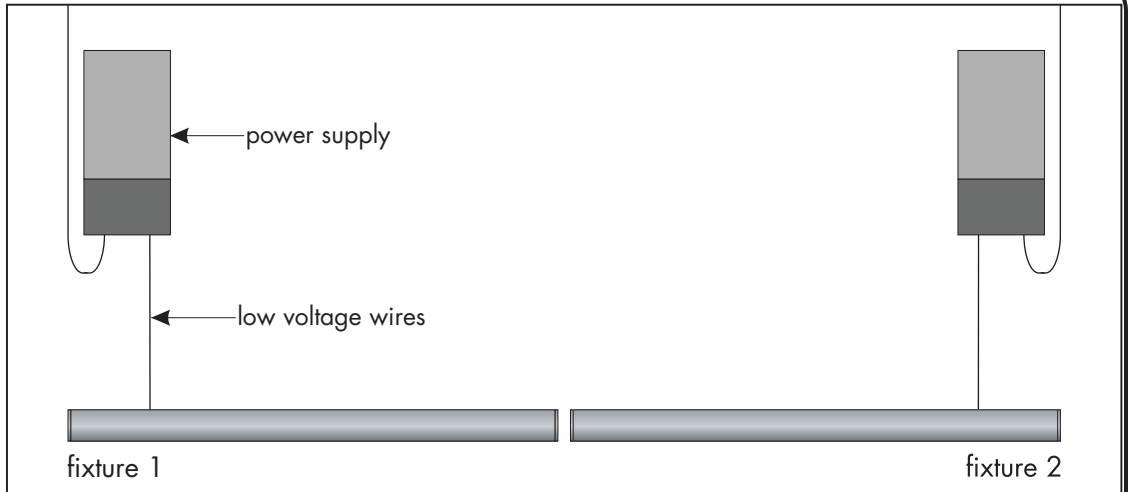 power supply
low voltage wires
fixture 1
fixture 2